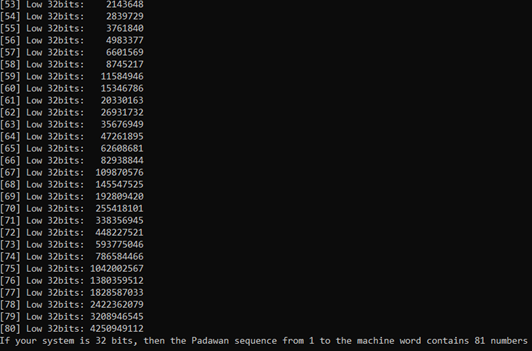 [53] Low 32bits:    2143648
[54] Low 32bits:    2839729
[55] Low 32bits:    3761840
[56] Low 32bits:    4983377
[57] Low 32bits:    6601569
[58] Low 32bits:    8745217
[59] Low 32bits:   11584946
[60] Low 32bits:   15346786
[61] Low 32bits:   20330163
[62] Low 32bits:   26931732
[63] Low 32bits:   35676949
[64] Low 32bits:   47261895
[65] Low 32bits:   62608681
[66] Low 32bits:   82938844
[67] Low 32bits:  109870576
[68] Low 32bits:  145547525
[69] Low 32bits:  192809420
[70] Low 32bits:  255418101
[71] Low 32bits:  338356945
[72] Low 32bits:  448227521
[73] Low 32bits:  593775046
[74] Low 32bits:  786584466
[75] Low 32bits: 1042002567
[76] Low 32bits: 1380359512
[77] Low 32bits: 1828587033
[78] Low 32bits: 2422362079
[79] Low 32bits: 3208946545
[80] Low 32bits: 4250949112
If your system is 32 bits, then the Padawan sequence from 1 to the machine word contains 81 numbers